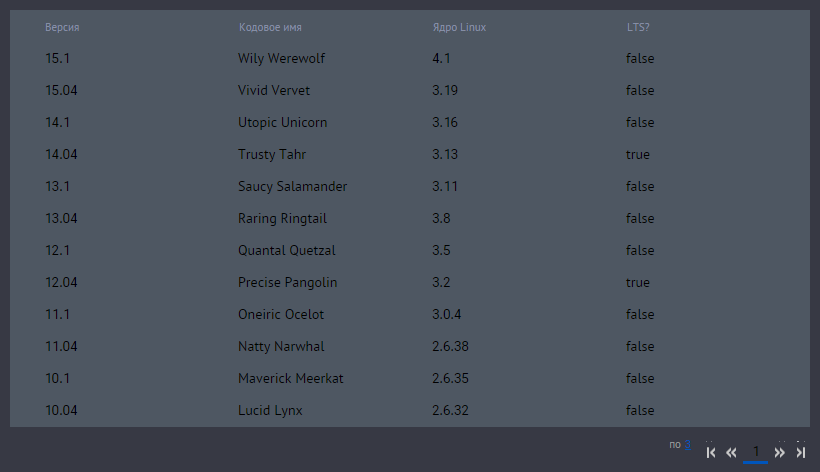 Версия Кодовое имя Ядро Linux LTS?
15.1 Wily Werewolf 4.1 false
15.04 Vivid Vervet 3.19 false
14.1 Utopic Unicorn 3.16 false
14.04 Trusty Tahr 3.13 true
13.1 Saucy Salamander 3.11 false
13.04 Raring Ringtail 3.8 false
12.1 Quantal Quetzal 3.5 false
12.04 Precise Pangolin 3.2 true
11.1 Oneiric Ocelot 3.0.4 false
11.04 Natty Narwhal 2.6.38 false
10.1 Maverick Meerkat 2.6.35 false
10.04 Lucid Lynx 2.6.32 false
по 3 1